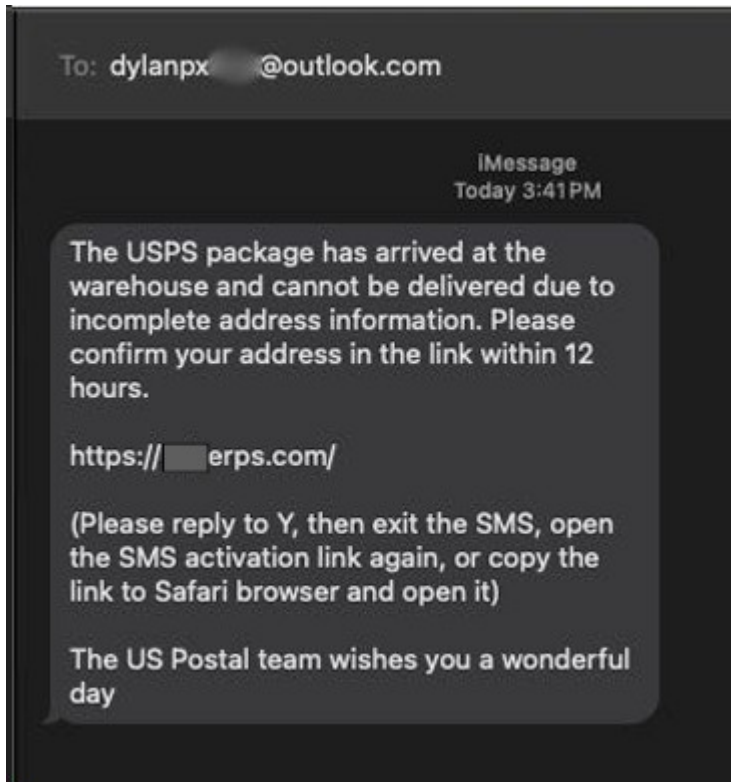 To: dylanpx @outlook.com
iMessage
Today 3:41 PM
The USPS package has arrived at the
warehouse and cannot be delivered due to
incomplete address information. Please
confirm your address in the link within 12
hours.
https:// erps.com/
(Please reply to Y, then exit the SMS, open
the SMS activation link again, or copy the
link to Safari browser and open it)
The US Postal team wishes you a wonderful
day